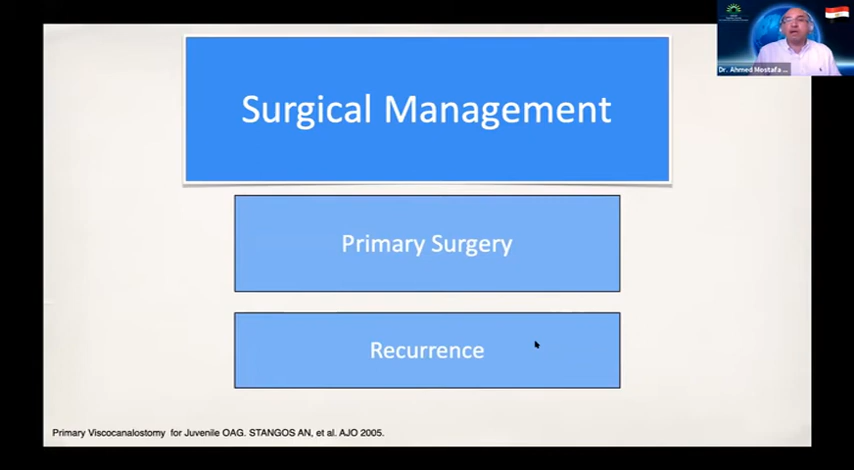 Dr. Ahmed Mostafa ...
Surgical Management
Primary Surgery
Recurrence
Primary Viscocanalostomy for Juvenile OAG. STANGOS AN, et al. AJO 2005.